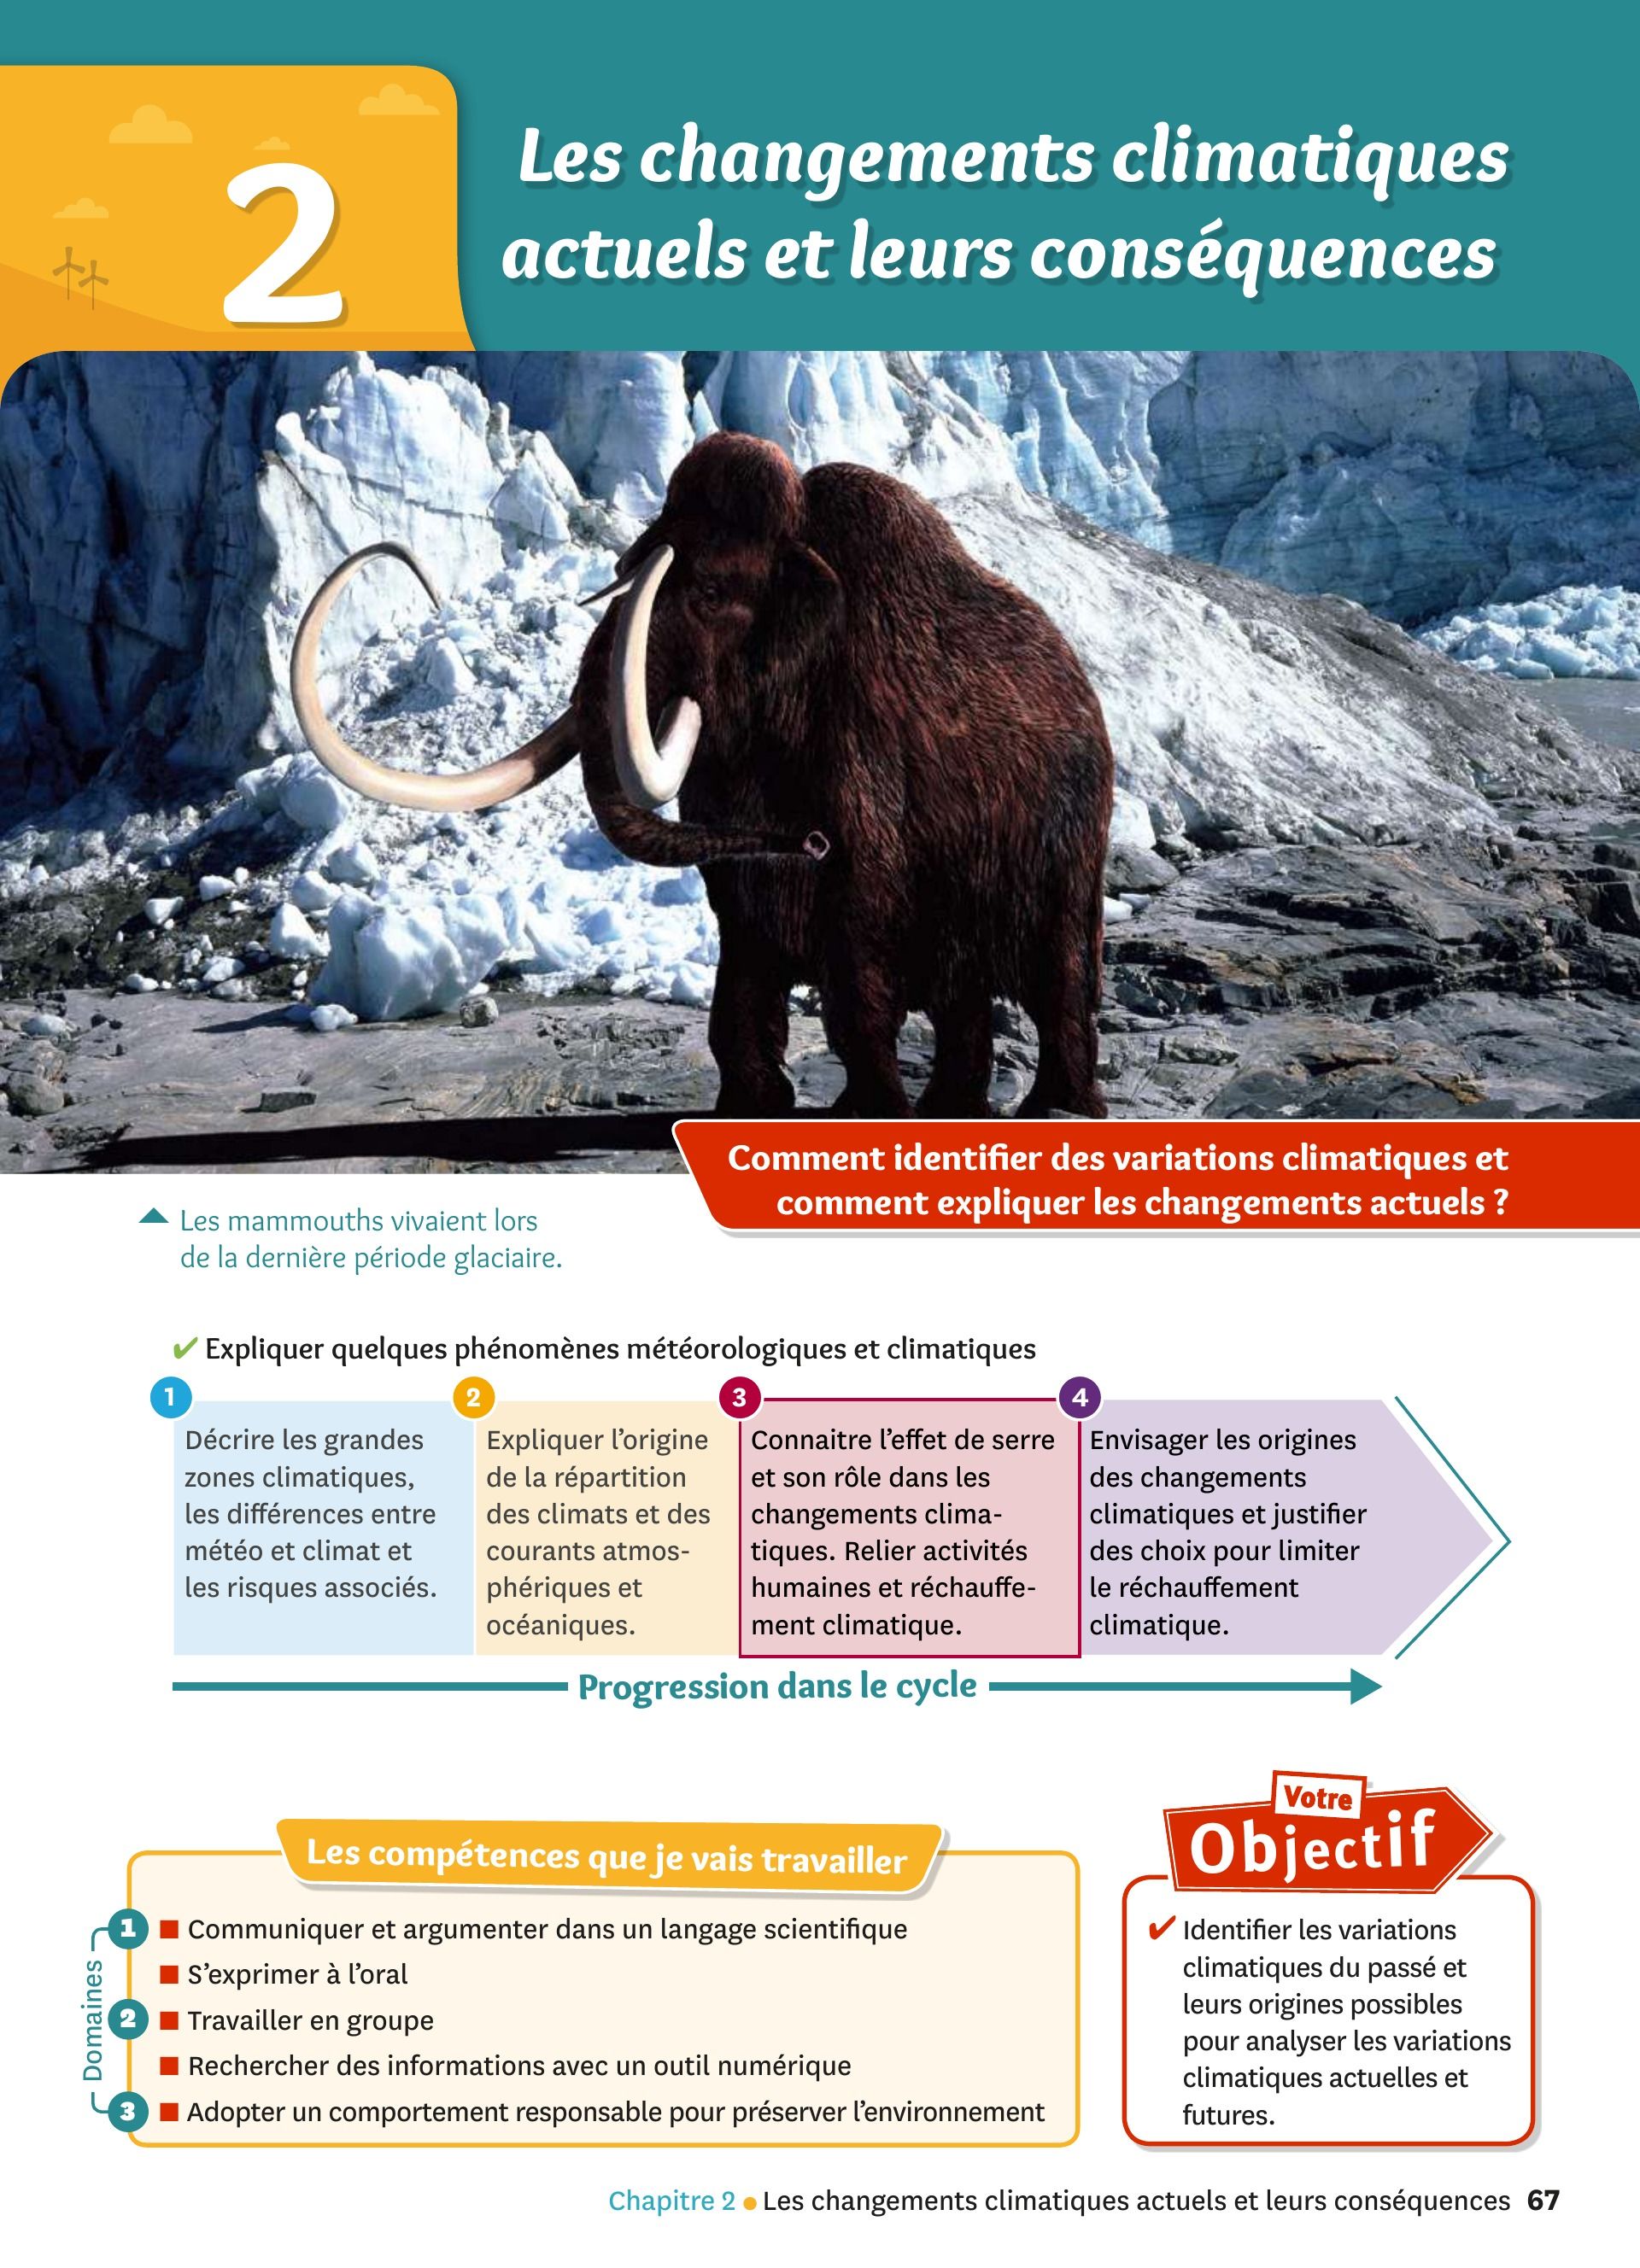 2
Les changements climatiques
actuels et leurs conséquences
Comment identifier des variations climatiques et
comment expliquer les changements actuels ?
Les mammouths vivaient lors
de la dernière période glaciaire.
✔ Expliquer quelques phénomènes météorologiques et climatiques
1
Décrire les grandes
zones climatiques,
les différences entre
météo et climat et
les risques associés.
2
Expliquer l'origine
de la répartition
des climats et des
courants atmos-
phériques et
océaniques.
3
Connaitre l'effet de serre
et son rôle dans les
changements clima-
tiques. Relier activités
humaines et réchauffe-
ment climatique.
4
Envisager les origines
des changements
climatiques et justifier
des choix pour limiter
le réchauffement
climatique.
Progression dans le cycle
Les compétences que je vais travailler
Domaines
1 ■ Communiquer et argumenter dans un langage scientifique
■ S'exprimer à l'oral
2 ■ Travailler en groupe
■ Rechercher des informations avec un outil numérique
3 ■ Adopter un comportement responsable pour préserver l'environnement
Votre
Objectif
✔ Identifier les variations
climatiques du passé et
leurs origines possibles
pour analyser les variations
climatiques actuelles et
futures.
Chapitre 2 ● Les changements climatiques actuels et leurs conséquences 67